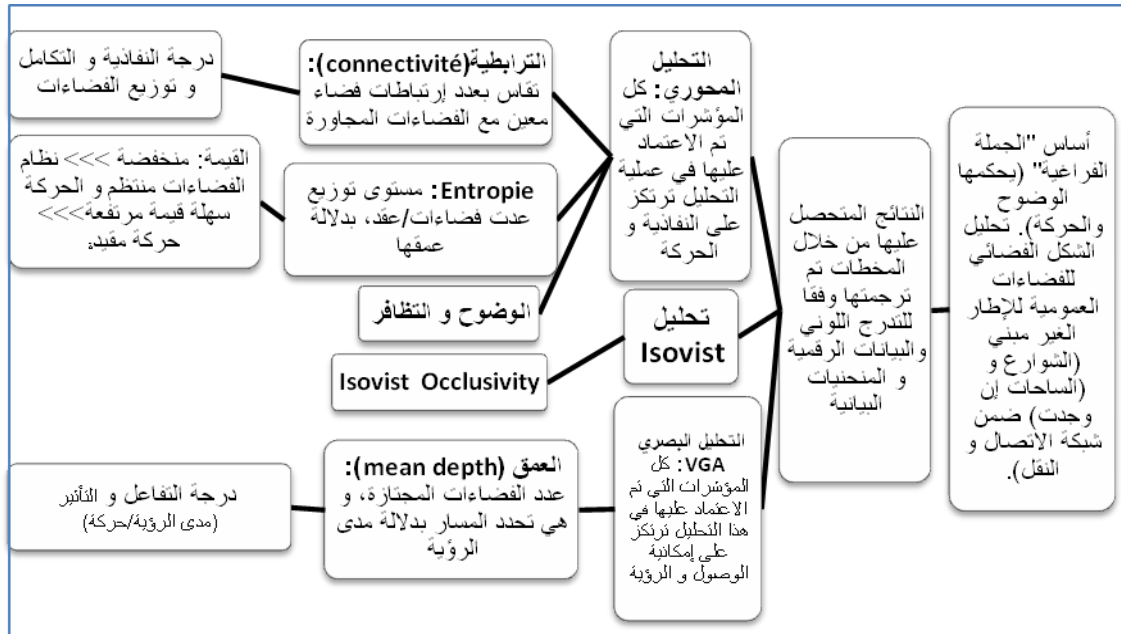 أساس "الجملة
الفراغية" (يحكمها
الوضوح
والحركة). تحليل
الشكل الفضائي
للفضاءات
العمومية للإطار
الغير مبني
(الشوارع و
(الساحات إن
وجدت) ضمن
شبكة الاتصال و
النقل).
النتائج المتحصل
عليها من خلال
المخطات تم
ترجمتها وفقا
للتدرج اللوني
والبيانات الرقمية
و المنحنيات
البيانية
التحليل
المحوري: كل
المؤشرات التي
تم الاعتماد
عليها في عملية
التحليل ترتكز
على النفاذية و
الحركة
الترابطية(connectivité):
تقاس بعدد إرتباطات فضاء
معين مع الفضاءات المجاورة
درجة النفاذية و التكامل
و توزيع الفضاءات
Entropie: مستوى توزيع
عدت فضاءات/عقد، بدلالة
عمقها
القيمة: منخفضة >>> نظام
الفضاءات منتظم و الحركة
سهلة قيمة مرتفعة>>>
حركة مقيدة
الوضوح و التظافر
تحليل
Isovist
Isovist Occlusivity
التحليل البصري
VGA: كل
المؤشرات التي تم
الاعتماد عليها في
هذا التحليل ترتكز
على إمكانية
الوصول و الرؤية
العمق (mean depth):
عدد الفضاءات المجتازة، و
هي تحدد المسار بدلالة مدى
الرؤية
درجة التفاعل و التأثير
(مدى الرؤية/حركة)